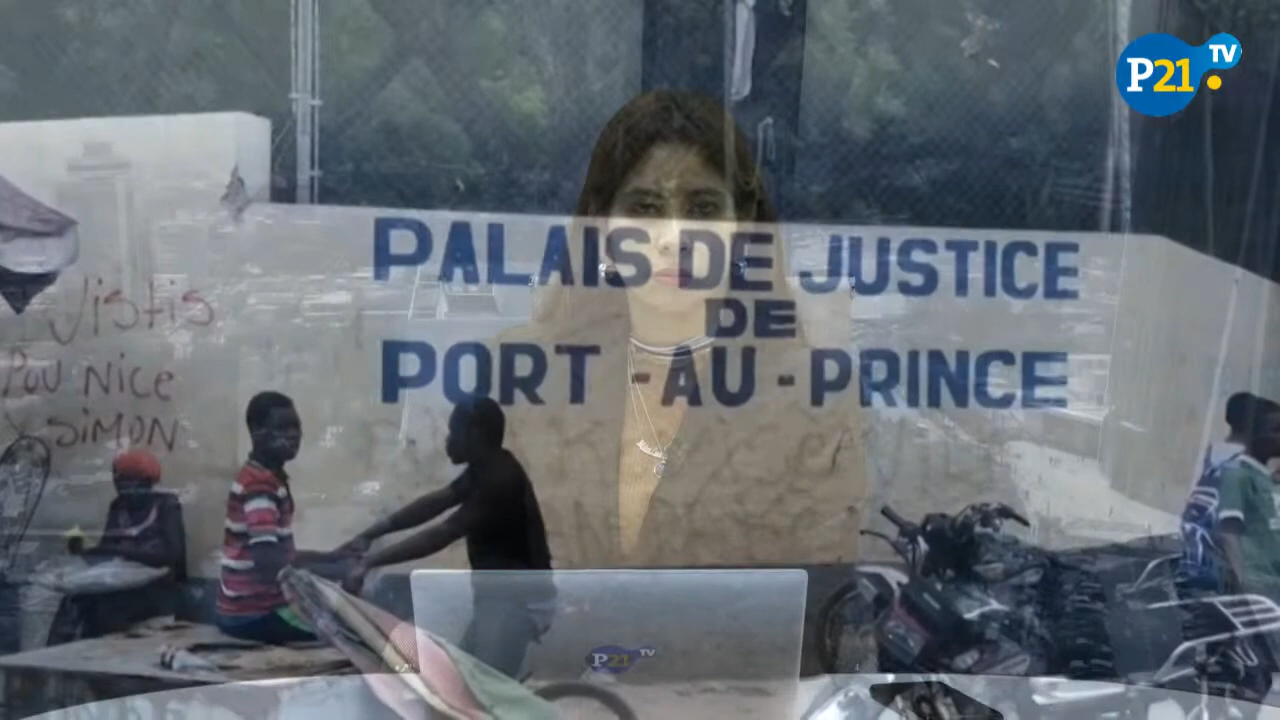 P21 TV
PALAIS DE JUSTICE
DE
PORT - AU - PRINCE
Jistis
Pou Nice
SiMON
P21 TV